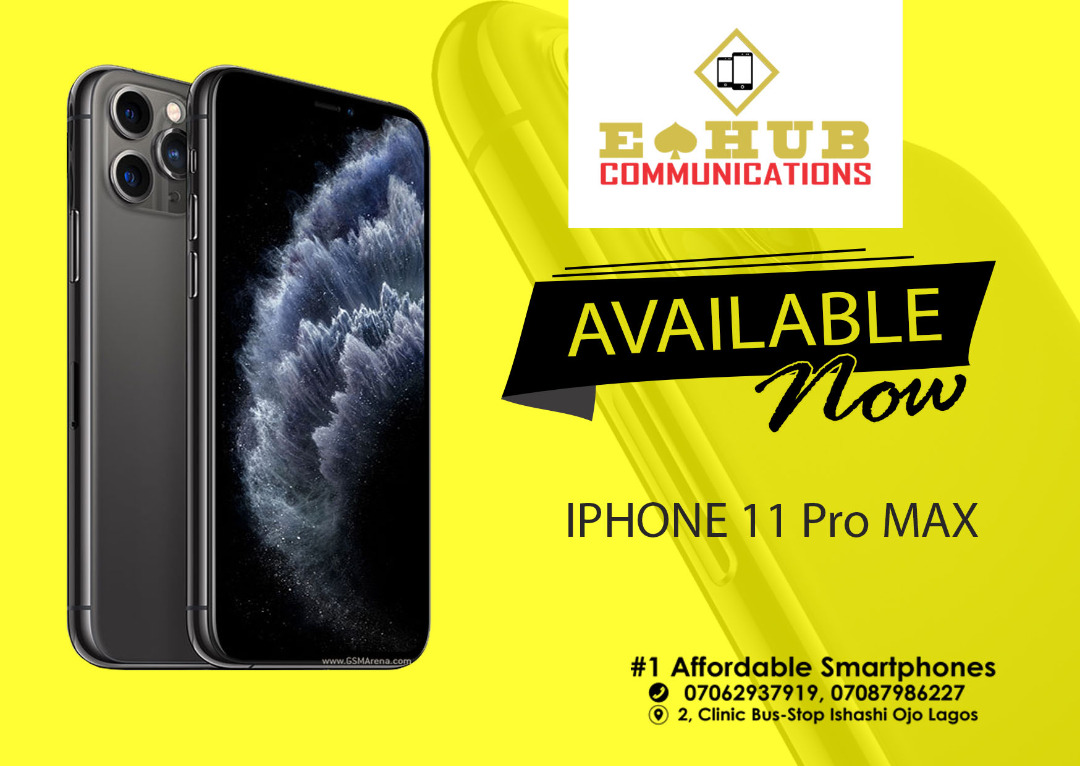 E♠HUB
COMMUNICATIONS
AVAILABLE
Now
IPHONE 11 Pro MAX
www.GSMArena.com
#1 Affordable Smartphones
07062937919, 07087986227
2, Clinic Bus-Stop Ishashi Ojo Lagos